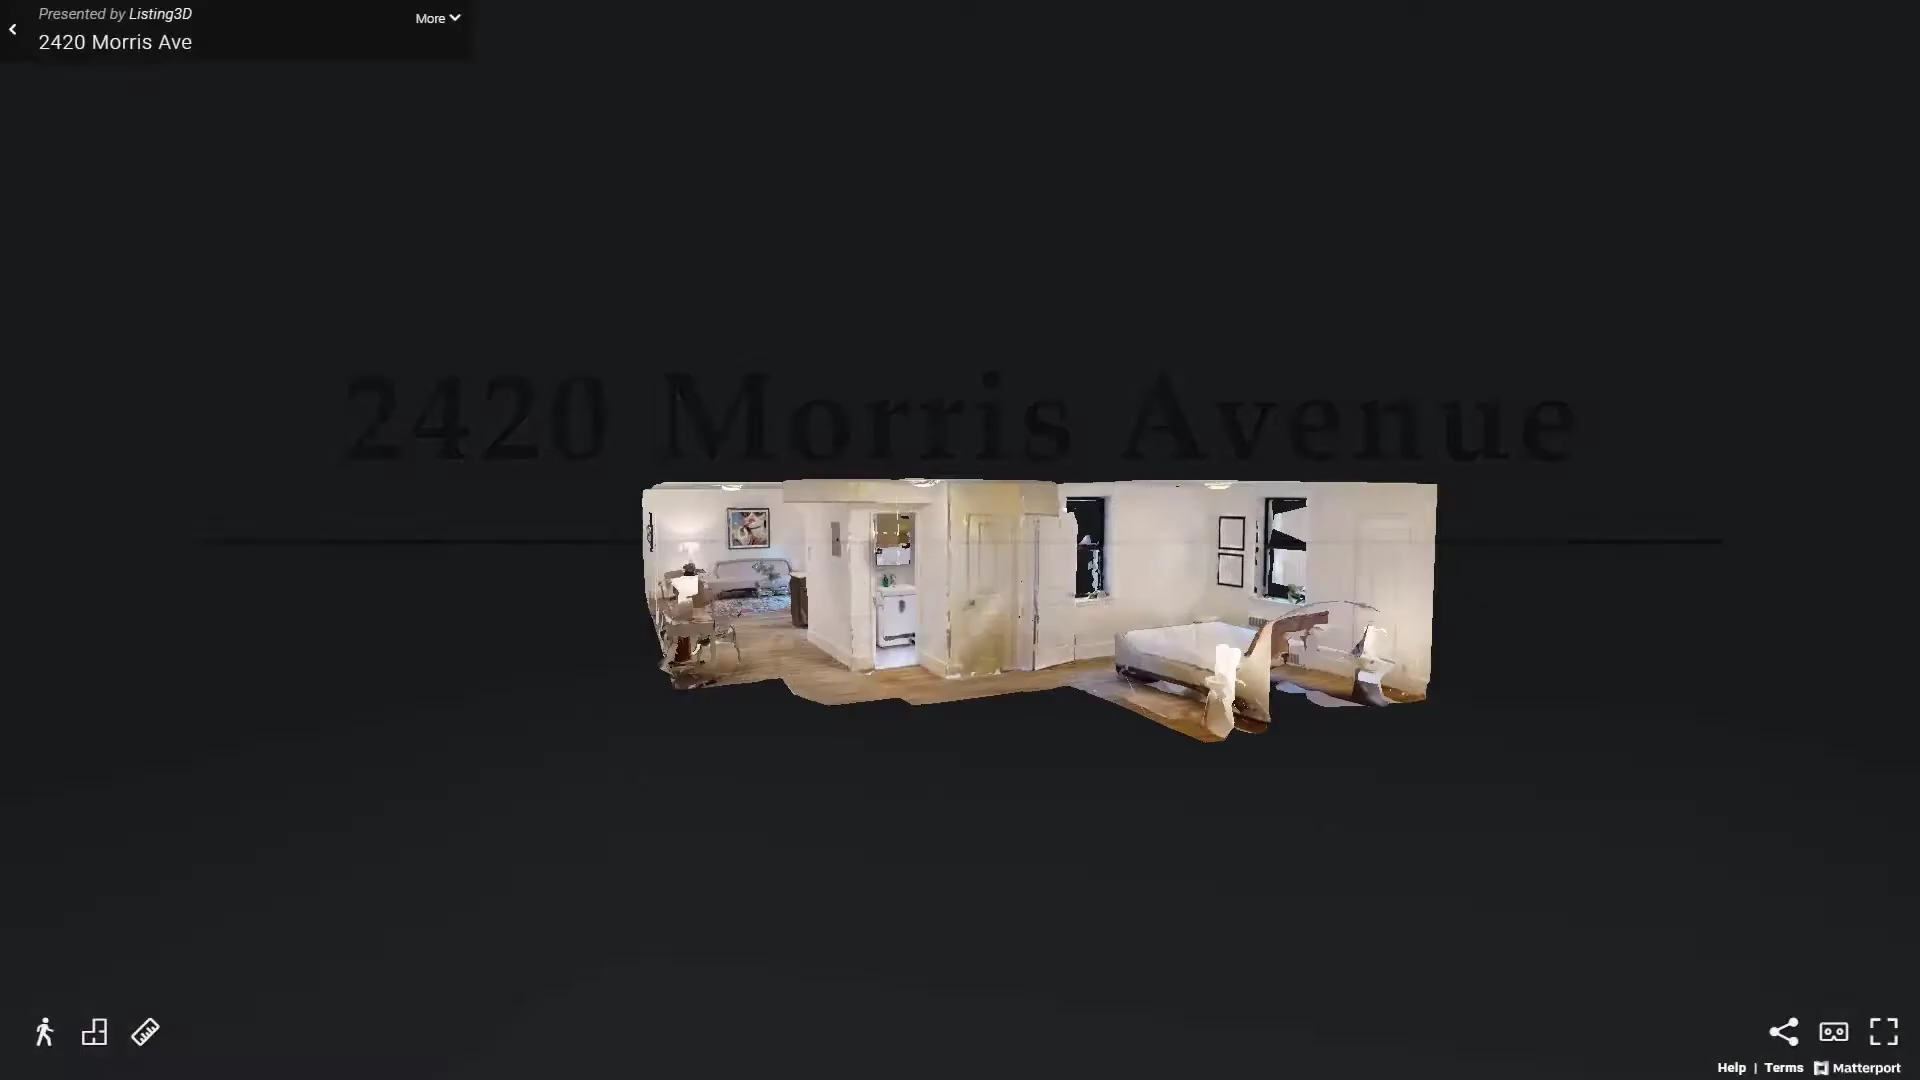 Presented by Listing3D
More
2420 Morris Ave
2420 Morris Avenue
Help | Terms Matterport